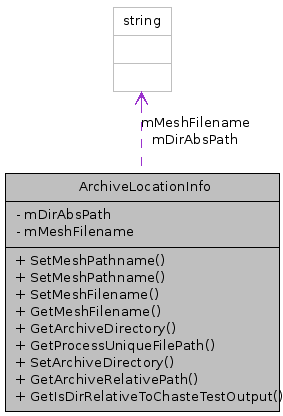 string
mMeshFilename
mDirAbsPath
ArchiveLocationInfo
- mDirAbsPath
- mMeshFilename
+ SetMeshPathname()
+ SetMeshPathname()
+ SetMeshFilename()
+ GetMeshFilename()
+ GetArchiveDirectory()
+ GetProcessUniqueFilePath()
+ SetArchiveDirectory()
+ GetArchiveRelativePath()
+ GetIsDirRelativeToChasteTestOutput()